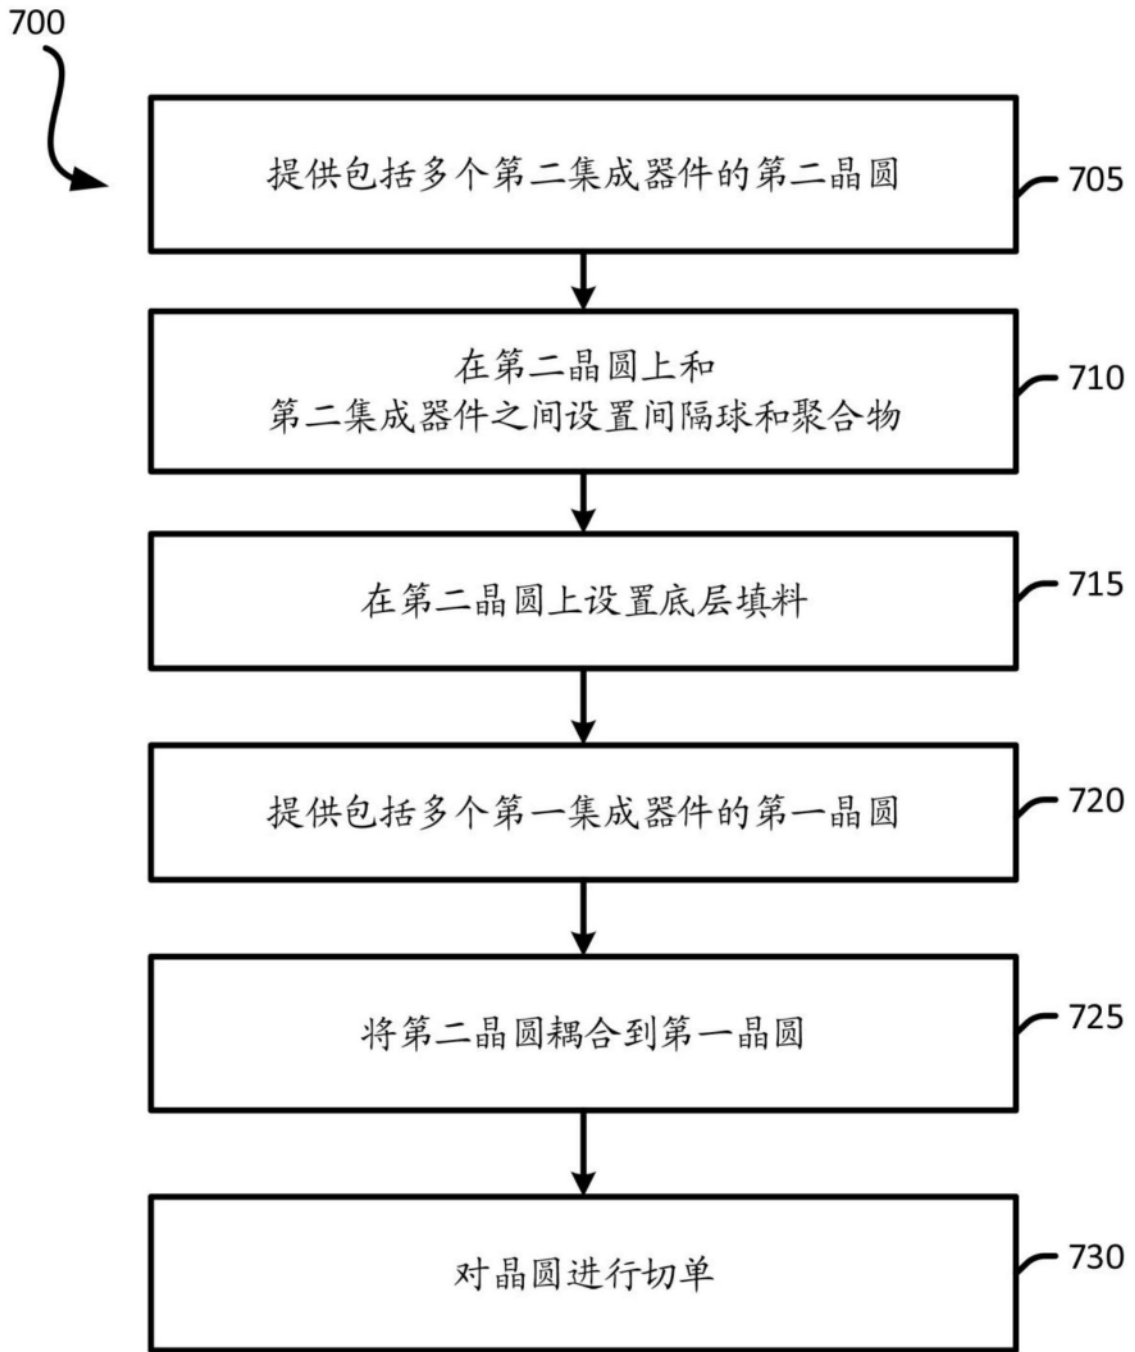 700
提供包括多个第二集成器件的第二晶圆
705
在第二晶圆上和
第二集成器件之间设置间隔球和聚合物
710
在第二晶圆上设置底层填料
715
提供包括多个第一集成器件的第一晶圆
720
将第二晶圆耦合到第一晶圆
725
对晶圆进行切单
730